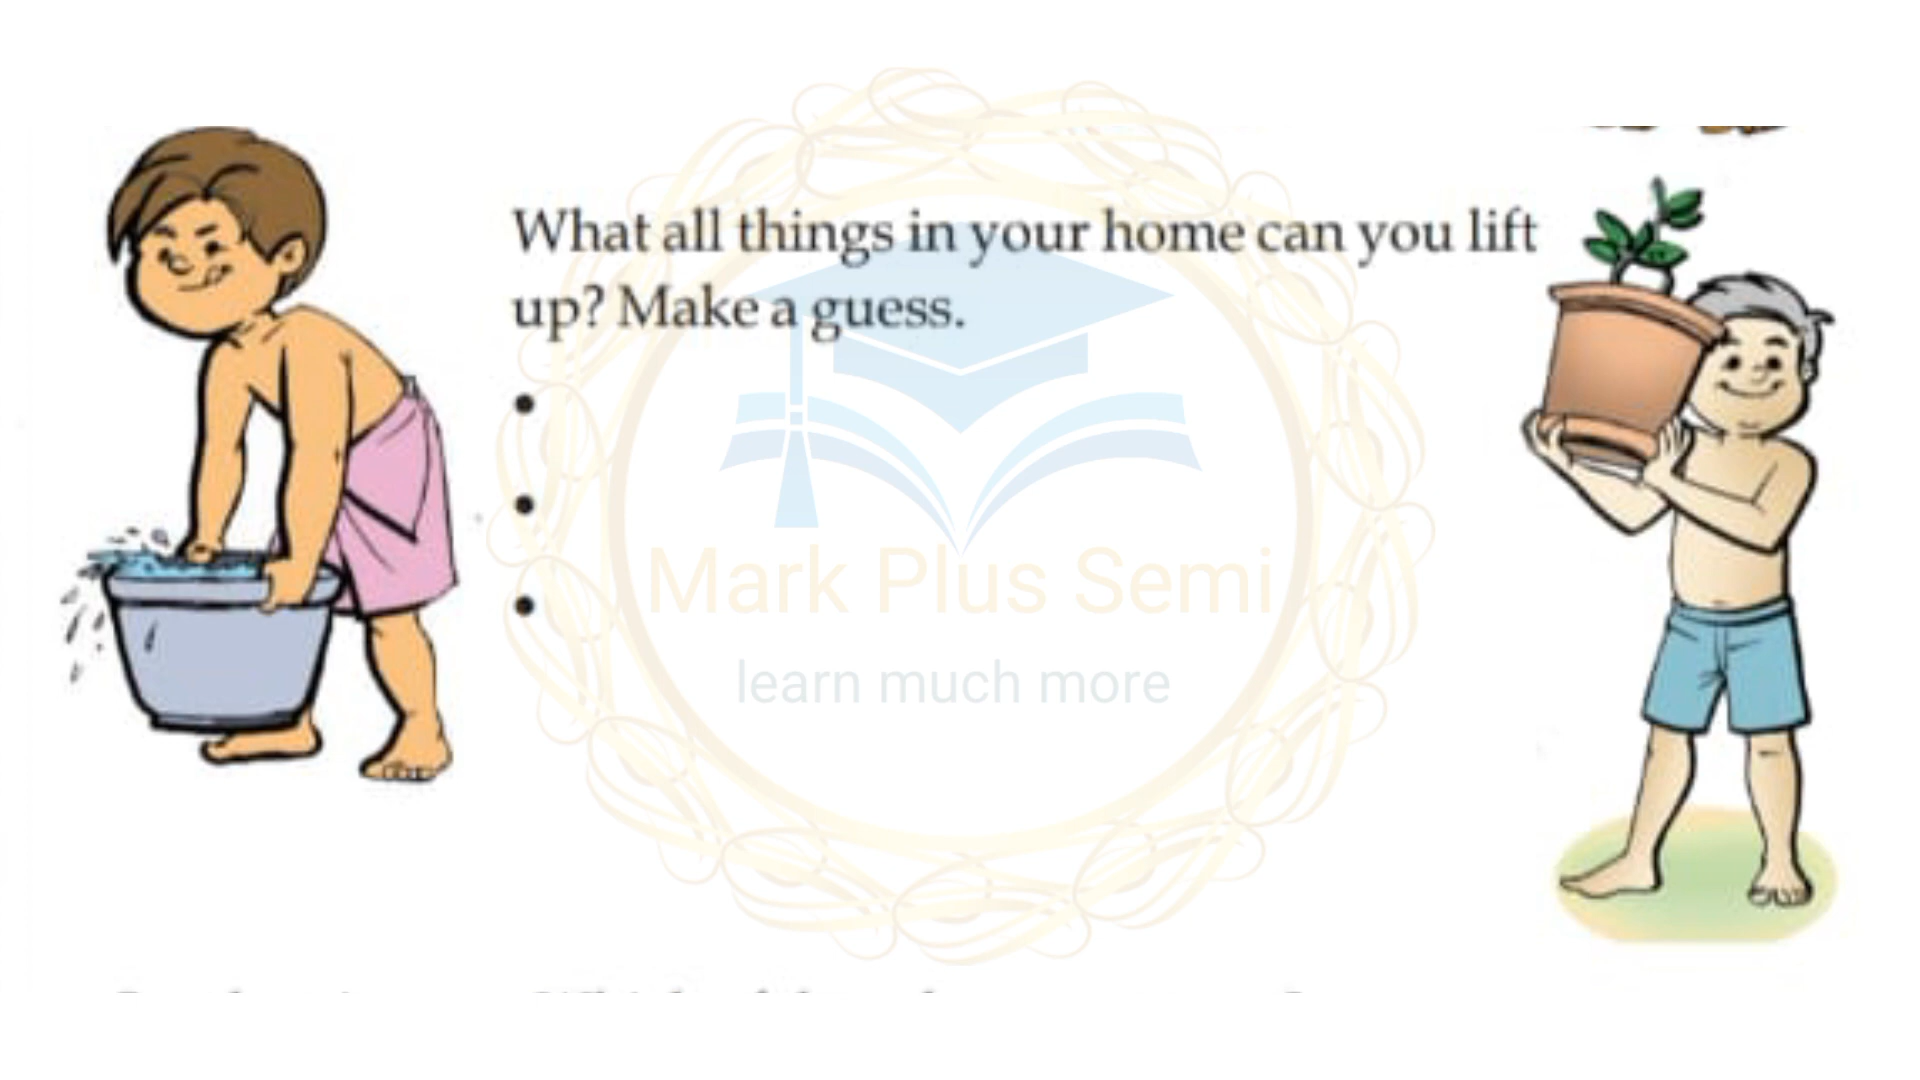 What all things in your home can you lift
up? Make a guess.
•
•
•
Mark Plus Semi
learn much more